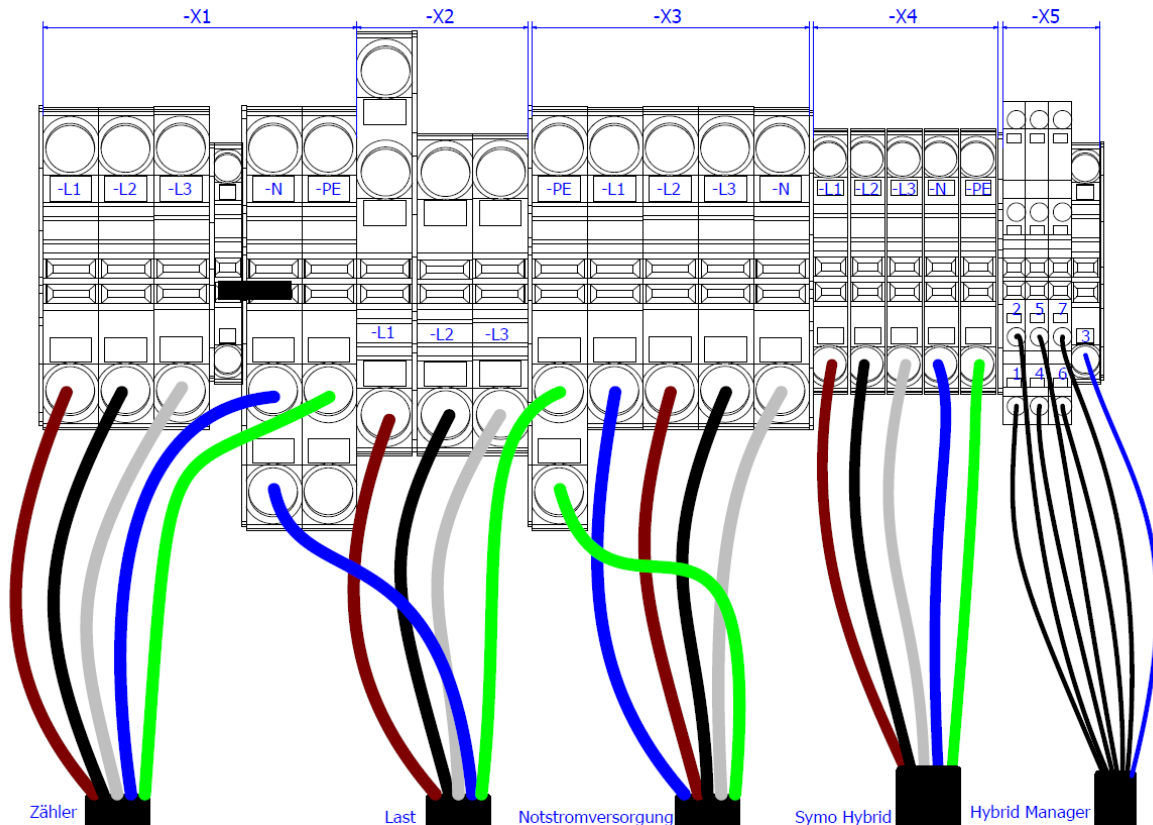 -X1 -X2 -X3 -X4 -X5
-L1 -L2 -L3 -N -PE -PE -L1 -L2 -L3 -N -L1 -L2 -L3 -N -PE
-L1 -L2 -L3
2 5 7
3
1 4 6
Zähler Last Notstromversorgung Symo Hybrid Hybrid Manager